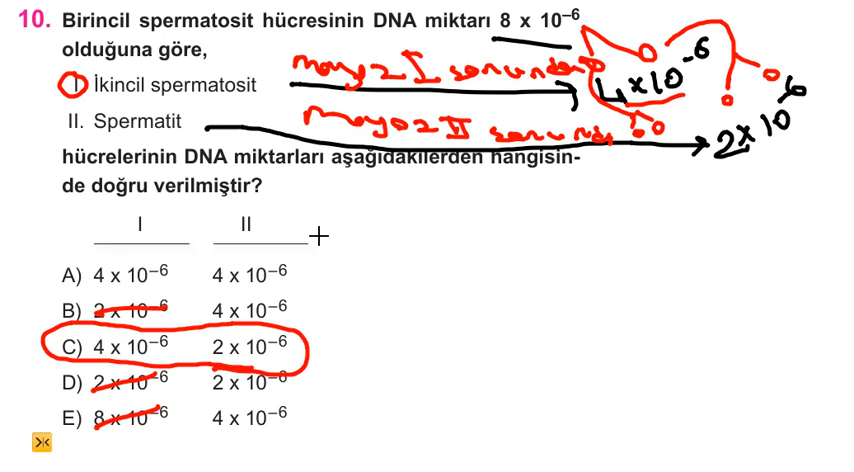 10. Birincil spermatosit hücresinin DNA miktarı 8 x 10⁻⁶
olduğuna göre,
mayoz I sonunda
I İkincil spermatosit
4x10⁻⁶
mayoz II sonunda
II. Spermatit
2x10⁻⁶
hücrelerinin DNA miktarları aşağıdakilerden hangisin-
de doğru verilmiştir?
I II
A) 4 x 10⁻⁶ 4 x 10⁻⁶
B) 2 x 10⁻⁶ 4 x 10⁻⁶
C) 4 x 10⁻⁶ 2 x 10⁻⁶
D) 2 x 10⁻⁶ 2 x 10⁻⁶
E) 8 x 10⁻⁶ 4 x 10⁻⁶